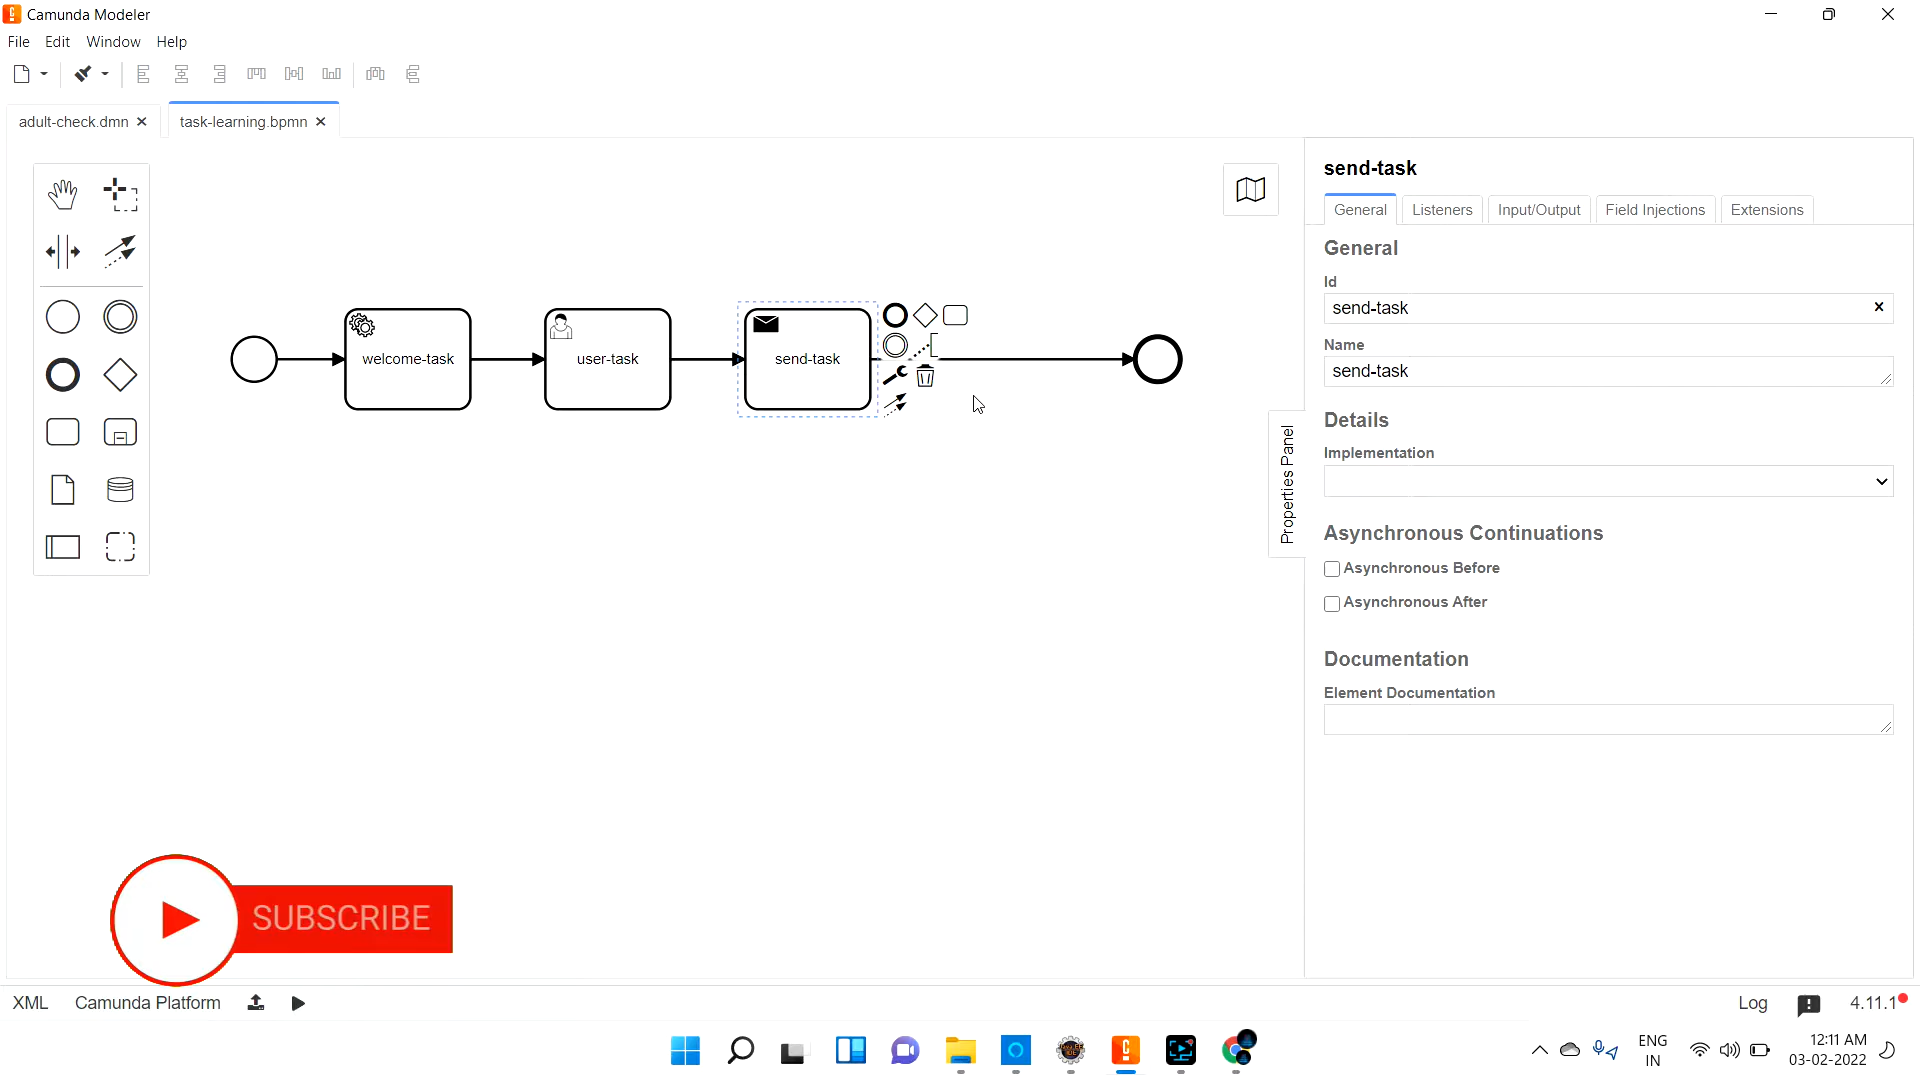 Camunda Modeler
File Edit Window Help
adult-check.dmn
task-learning.bpmn
welcome-task
user-task
send-task
Properties Panel
send-task
General Listeners Input/Output Field Injections Extensions
General
Id
send-task
Name
send-task
Details
Implementation
Asynchronous Continuations
Asynchronous Before
Asynchronous After
Documentation
Element Documentation
SUBSCRIBE
XML Camunda Platform
Log 4.11.1
ENG
IN
12:11 AM
03-02-2022